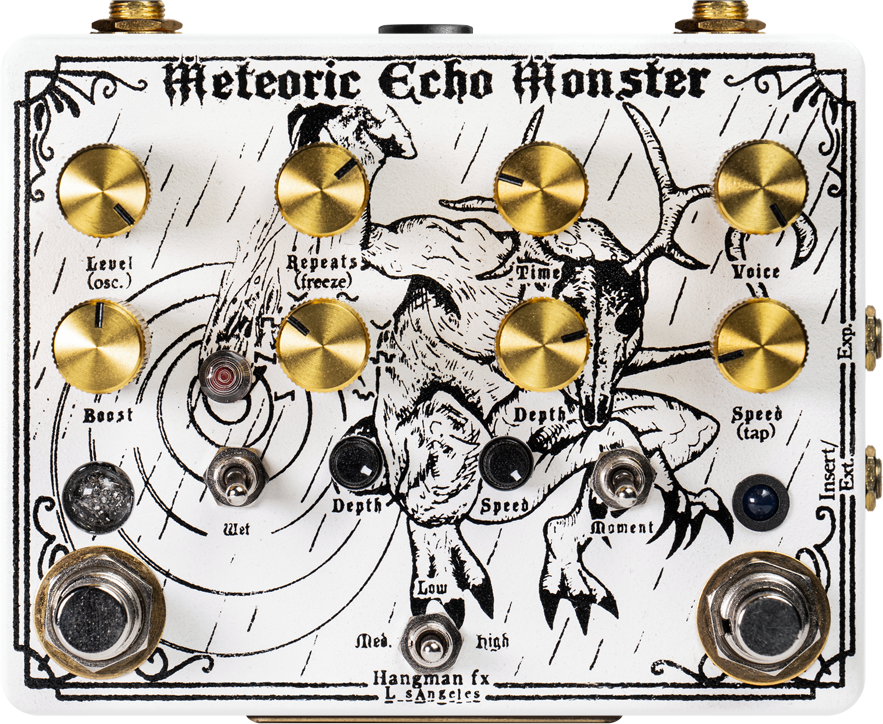 Meteoric Echo Monster
Level
(osc.)
Repeats
(freeze)
Time
Voice
Boost
Depth
Speed
(tap)
Exp.
Insert/
Ext.
Wet
Depth
Speed
Moment
Low
Med.
High
Hangman fx
LosAngeles